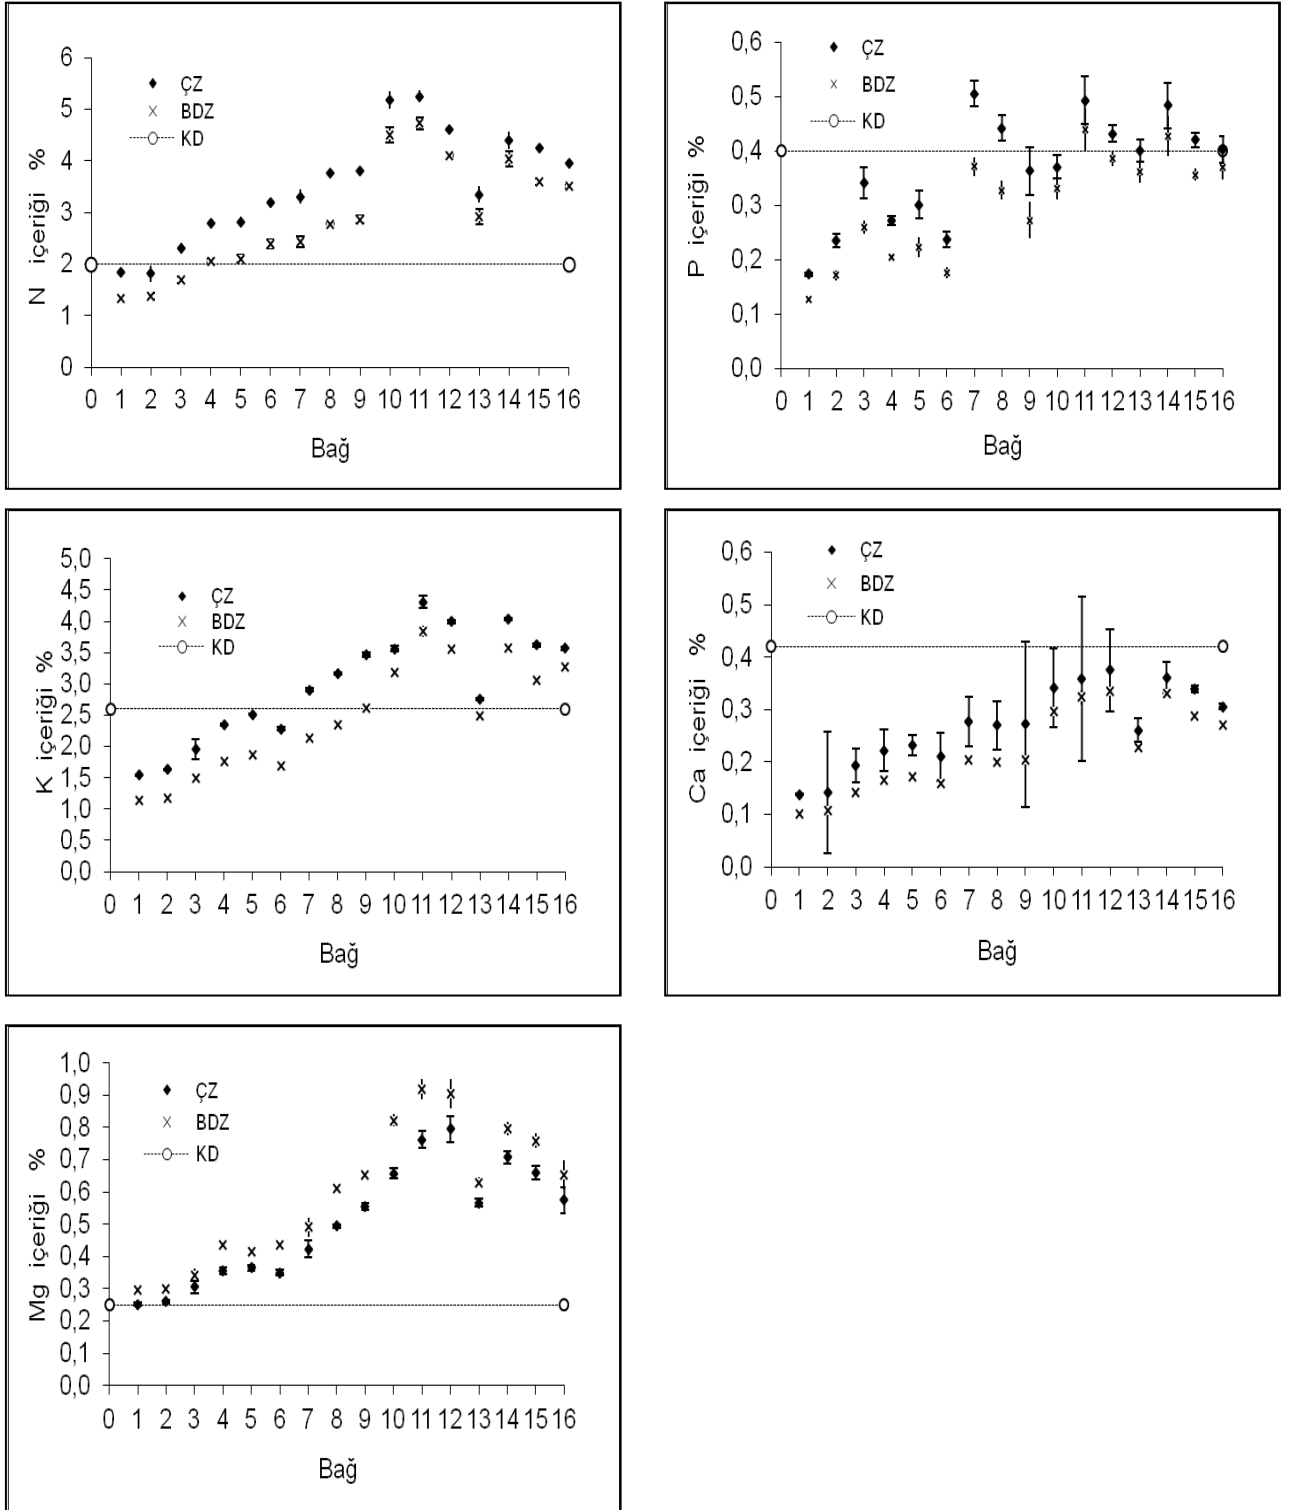 N içeriği %
6
5
4
3
2
1
0
ÇZ
BDZ
KD
0 1 2 3 4 5 6 7 8 9 10 11 12 13 14 15 16
Bağ
P içeriği %
0,6
0,5
0,4
0,3
0,2
0,1
0,0
ÇZ
BDZ
KD
0 1 2 3 4 5 6 7 8 9 10 11 12 13 14 15 16
Bağ
K içeriği %
5,0
4,5
4,0
3,5
3,0
2,5
2,0
1,5
1,0
0,5
0,0
ÇZ
BDZ
KD
0 1 2 3 4 5 6 7 8 9 10 11 12 13 14 15 16
Bağ
Ca içeriği %
0,6
0,5
0,4
0,3
0,2
0,1
0,0
ÇZ
BDZ
KD
0 1 2 3 4 5 6 7 8 9 10 11 12 13 14 15 16
Bağ
Mg içeriği %
1,0
0,9
0,8
0,7
0,6
0,5
0,4
0,3
0,2
0,1
0,0
ÇZ
BDZ
KD
0 1 2 3 4 5 6 7 8 9 10 11 12 13 14 15 16
Bağ